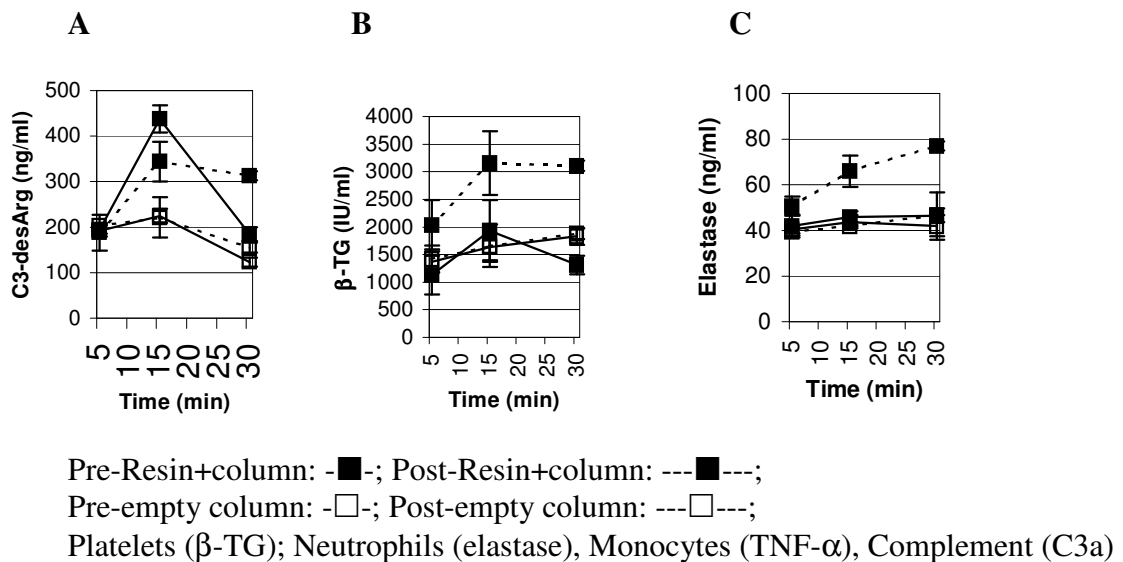 A B C
C3-desArg (ng/ml)
500
400
300
200
100
0
5 10 15 20 25 30
Time (min)
β-TG (IU/ml)
4000
3500
3000
2500
2000
1500
1000
500
0
5 10 15 20 25 30
Time (min)
Elastase (ng/ml)
100
80
60
40
20
0
5 10 15 20 25 30
Time (min)
Pre-Resin+column: -■-; Post-Resin+column: ---■---;
Pre-empty column: -□-; Post-empty column: ---□---;
Platelets (β-TG); Neutrophils (elastase), Monocytes (TNF-α), Complement (C3a)